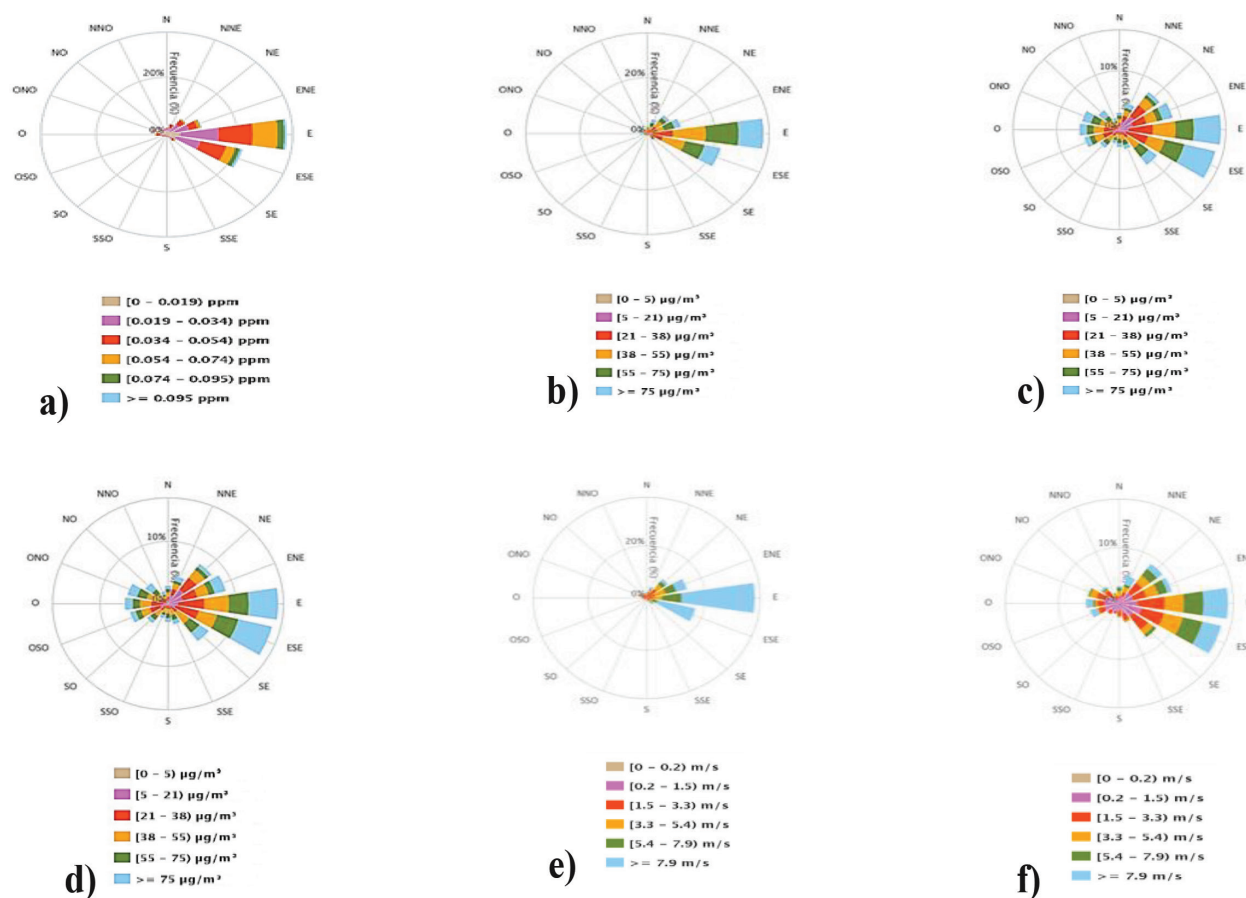 N
NNO
NNE
NO
NE
ONO
ENE
O
E
OSO
ESE
SO
SE
SSO
SSE
S
Frecuencia (%)
20%
0%
[0 – 0.019) ppm
[0.019 – 0.034) ppm
[0.034 – 0.054) ppm
[0.054 – 0.074) ppm
[0.074 – 0.095) ppm
>= 0.095 ppm
a)
N
NNO
NNE
NO
NE
ONO
ENE
O
E
OSO
ESE
SO
SE
SSO
SSE
S
Frecuencia (%)
20%
0%
[0 – 5) µg/m³
[5 – 21) µg/m³
[21 – 38) µg/m³
[38 – 55) µg/m³
[55 – 75) µg/m³
>= 75 µg/m³
b)
N
NNO
NNE
NO
NE
ONO
ENE
O
E
OSO
ESE
SO
SE
SSO
SSE
S
Frecuencia (%)
10%
[0 – 5) µg/m³
[5 – 21) µg/m³
[21 – 38) µg/m³
[38 – 55) µg/m³
[55 – 75) µg/m³
>= 75 µg/m³
c)
N
NNO
NNE
NO
NE
ONO
ENE
O
E
OSO
ESE
SO
SE
SSO
SSE
S
Frecuencia (%)
10%
[0 – 5) µg/m³
[5 – 21) µg/m³
[21 – 38) µg/m³
[38 – 55) µg/m³
[55 – 75) µg/m³
>= 75 µg/m³
d)
N
NNO
NNE
NO
NE
ONO
ENE
O
E
OSO
ESE
SO
SE
SSO
SSE
S
Frecuencia (%)
20%
0%
[0 – 0.2) m/s
[0.2 – 1.5) m/s
[1.5 – 3.3) m/s
[3.3 – 5.4) m/s
[5.4 – 7.9) m/s
>= 7.9 m/s
e)
N
NNO
NNE
NO
NE
ONO
ENE
O
OSO
ESE
SO
SE
SSO
SSE
S
Frecuencia (%)
10%
[0 – 0.2) m/s
[0.2 – 1.5) m/s
[1.5 – 3.3) m/s
[3.3 – 5.4) m/s
[5.4 – 7.9) m/s
>= 7.9 m/s
f)